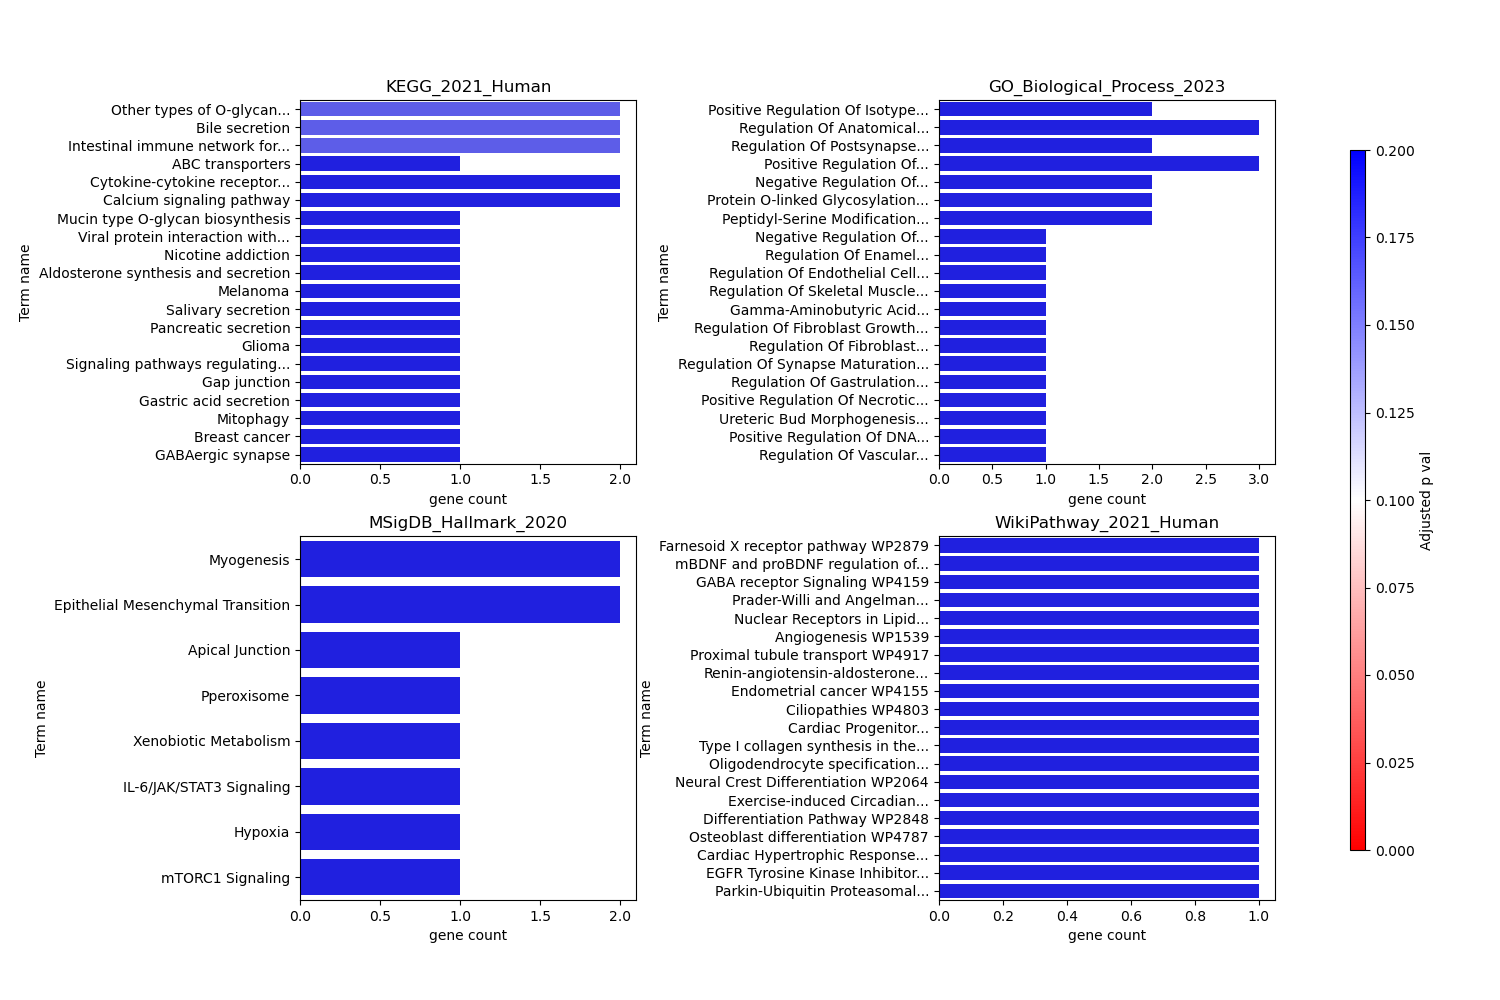 KEGG_2021_Human
Term name
Other types of O-glycan...
Bile secretion
Intestinal immune network for...
ABC transporters
Cytokine-cytokine receptor...
Calcium signaling pathway
Mucin type O-glycan biosynthesis
Viral protein interaction with...
Nicotine addiction
Aldosterone synthesis and secretion
Melanoma
Salivary secretion
Pancreatic secretion
Glioma
Signaling pathways regulating...
Gap junction
Gastric acid secretion
Mitophagy
Breast cancer
GABAergic synapse
0.0 0.5 1.0 1.5 2.0
gene count
GO_Biological_Process_2023
Term name
Positive Regulation Of Isotype...
Regulation Of Anatomical...
Regulation Of Postsynapse...
Positive Regulation Of...
Negative Regulation Of...
Protein O-linked Glycosylation...
Peptidyl-Serine Modification...
Negative Regulation Of...
Regulation Of Enamel...
Regulation Of Endothelial Cell...
Regulation Of Skeletal Muscle...
Gamma-Aminobutyric Acid...
Regulation Of Fibroblast Growth...
Regulation Of Fibroblast...
Regulation Of Synapse Maturation...
Regulation Of Gastrulation...
Positive Regulation Of Necrotic...
Ureteric Bud Morphogenesis...
Positive Regulation Of DNA...
Regulation Of Vascular...
0.0 0.5 1.0 1.5 2.0 2.5 3.0
gene count
MSigDB_Hallmark_2020
Term name
Myogenesis
Epithelial Mesenchymal Transition
Apical Junction
Pperoxisome
Xenobiotic Metabolism
IL-6/JAK/STAT3 Signaling
Hypoxia
mTORC1 Signaling
0.0 0.5 1.0 1.5 2.0
gene count
WikiPathway_2021_Human
Term name
Farnesoid X receptor pathway WP2879
mBDNF and proBDNF regulation of...
GABA receptor Signaling WP4159
Prader-Willi and Angelman...
Nuclear Receptors in Lipid...
Angiogenesis WP1539
Proximal tubule transport WP4917
Renin-angiotensin-aldosterone...
Endometrial cancer WP4155
Ciliopathies WP4803
Cardiac Progenitor...
Type I collagen synthesis in the...
Oligodendrocyte specification...
Neural Crest Differentiation WP2064
Exercise-induced Circadian...
Differentiation Pathway WP2848
Osteoblast differentiation WP4787
Cardiac Hypertrophic Response...
EGFR Tyrosine Kinase Inhibitor...
Parkin-Ubiquitin Proteasomal...
0.0 0.2 0.4 0.6 0.8 1.0
gene count
0.200
0.175
0.150
0.125
0.100
0.075
0.050
0.025
0.000
Adjusted p val